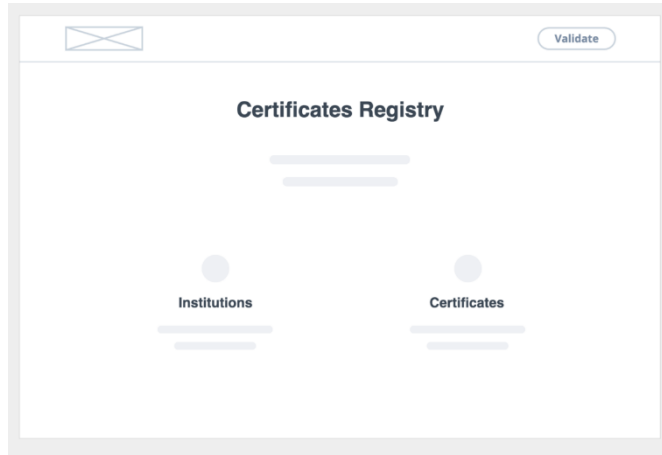 Validate
Certificates Registry
Institutions
Certificates